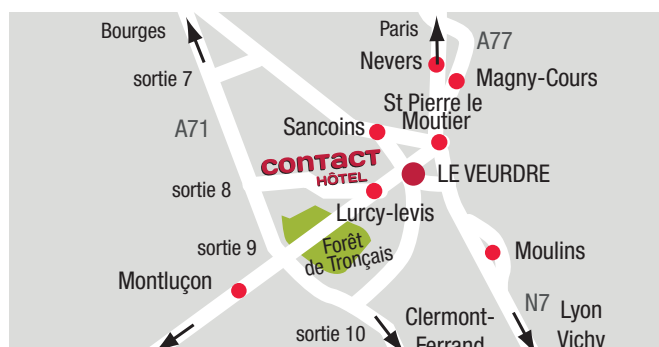 Bourges
Paris
A77
Nevers
sortie 7
Magny-Cours
St Pierre le
Moutier
A71
Sancoins
contact
HÔTEL
LE VEURDRE
sortie 8
Lurcy-levis
sortie 9
Forêt
de Tronçais
Moulins
Montluçon
N7
Lyon
Vichy
sortie 10
Clermont-
Ferrand